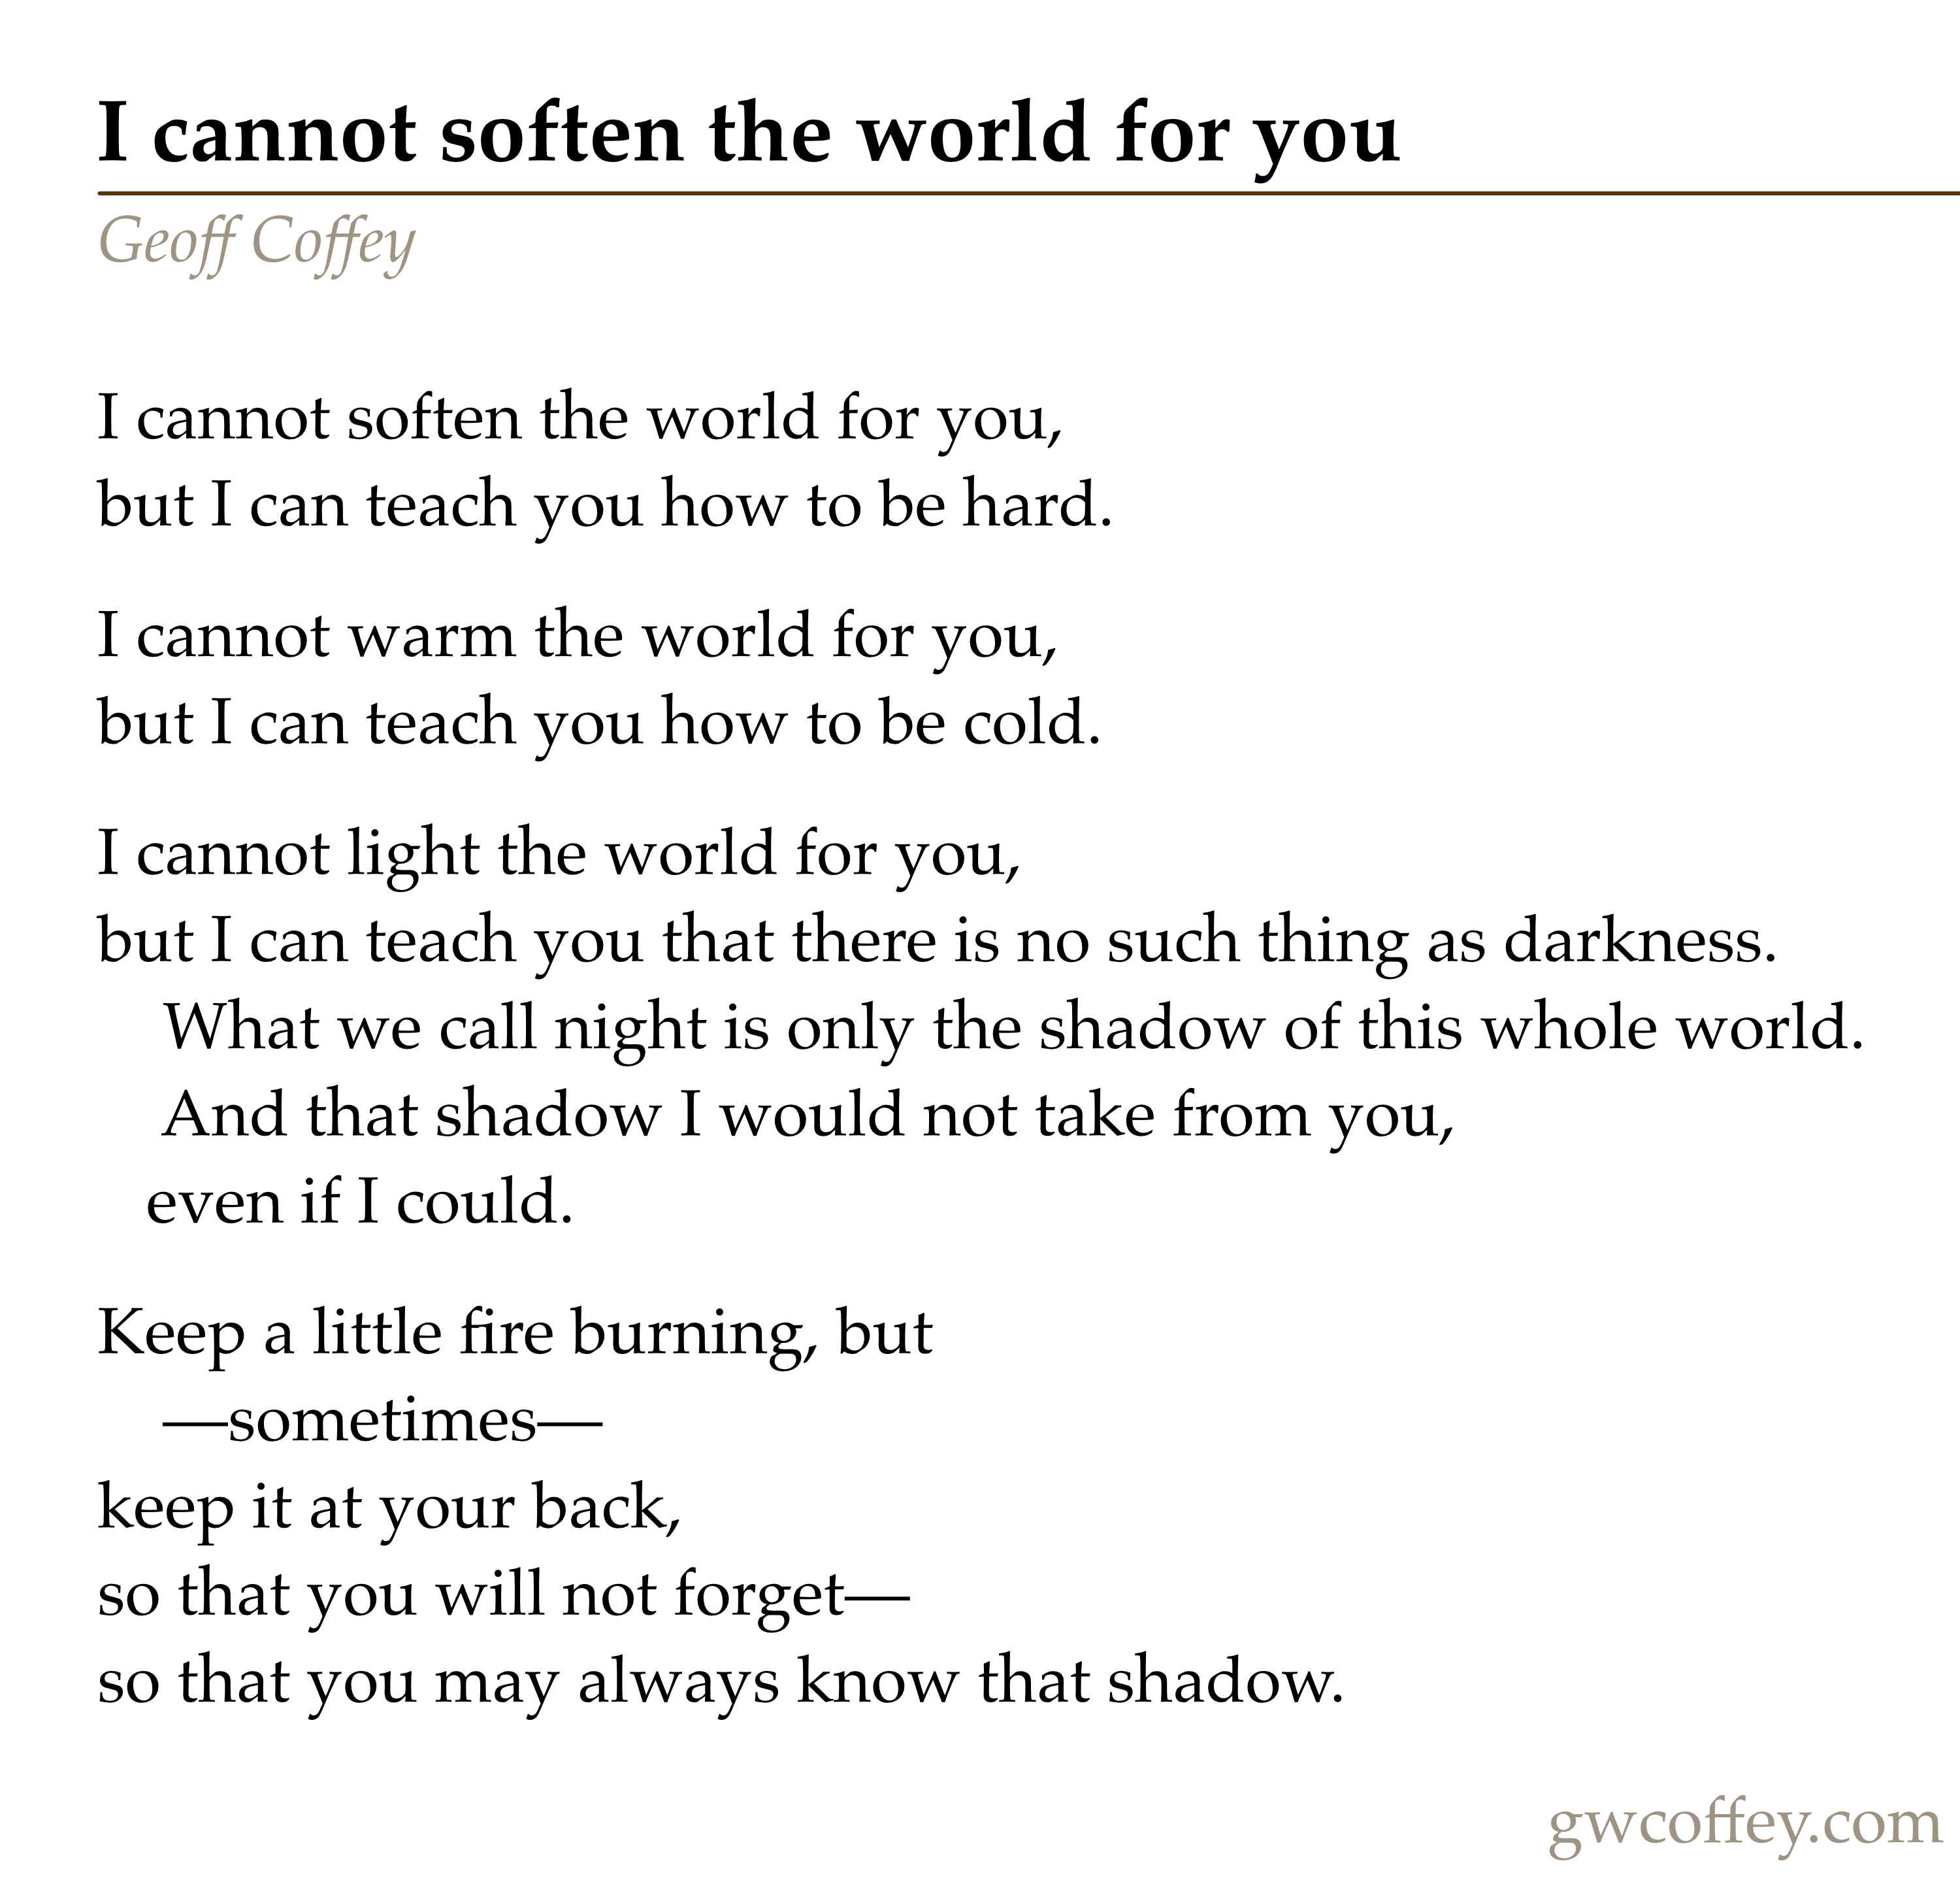 I cannot soften the world for you
Geoff Coffey
I cannot soften the world for you,
but I can teach you how to be hard.
I cannot warm the world for you,
but I can teach you how to be cold.
I cannot light the world for you,
but I can teach you that there is no such thing as darkness.
What we call night is only the shadow of this whole world.
And that shadow I would not take from you,
even if I could.
Keep a little fire burning, but
—sometimes—
keep it at your back,
so that you will not forget—
so that you may always know that shadow.
gwcoffey.com